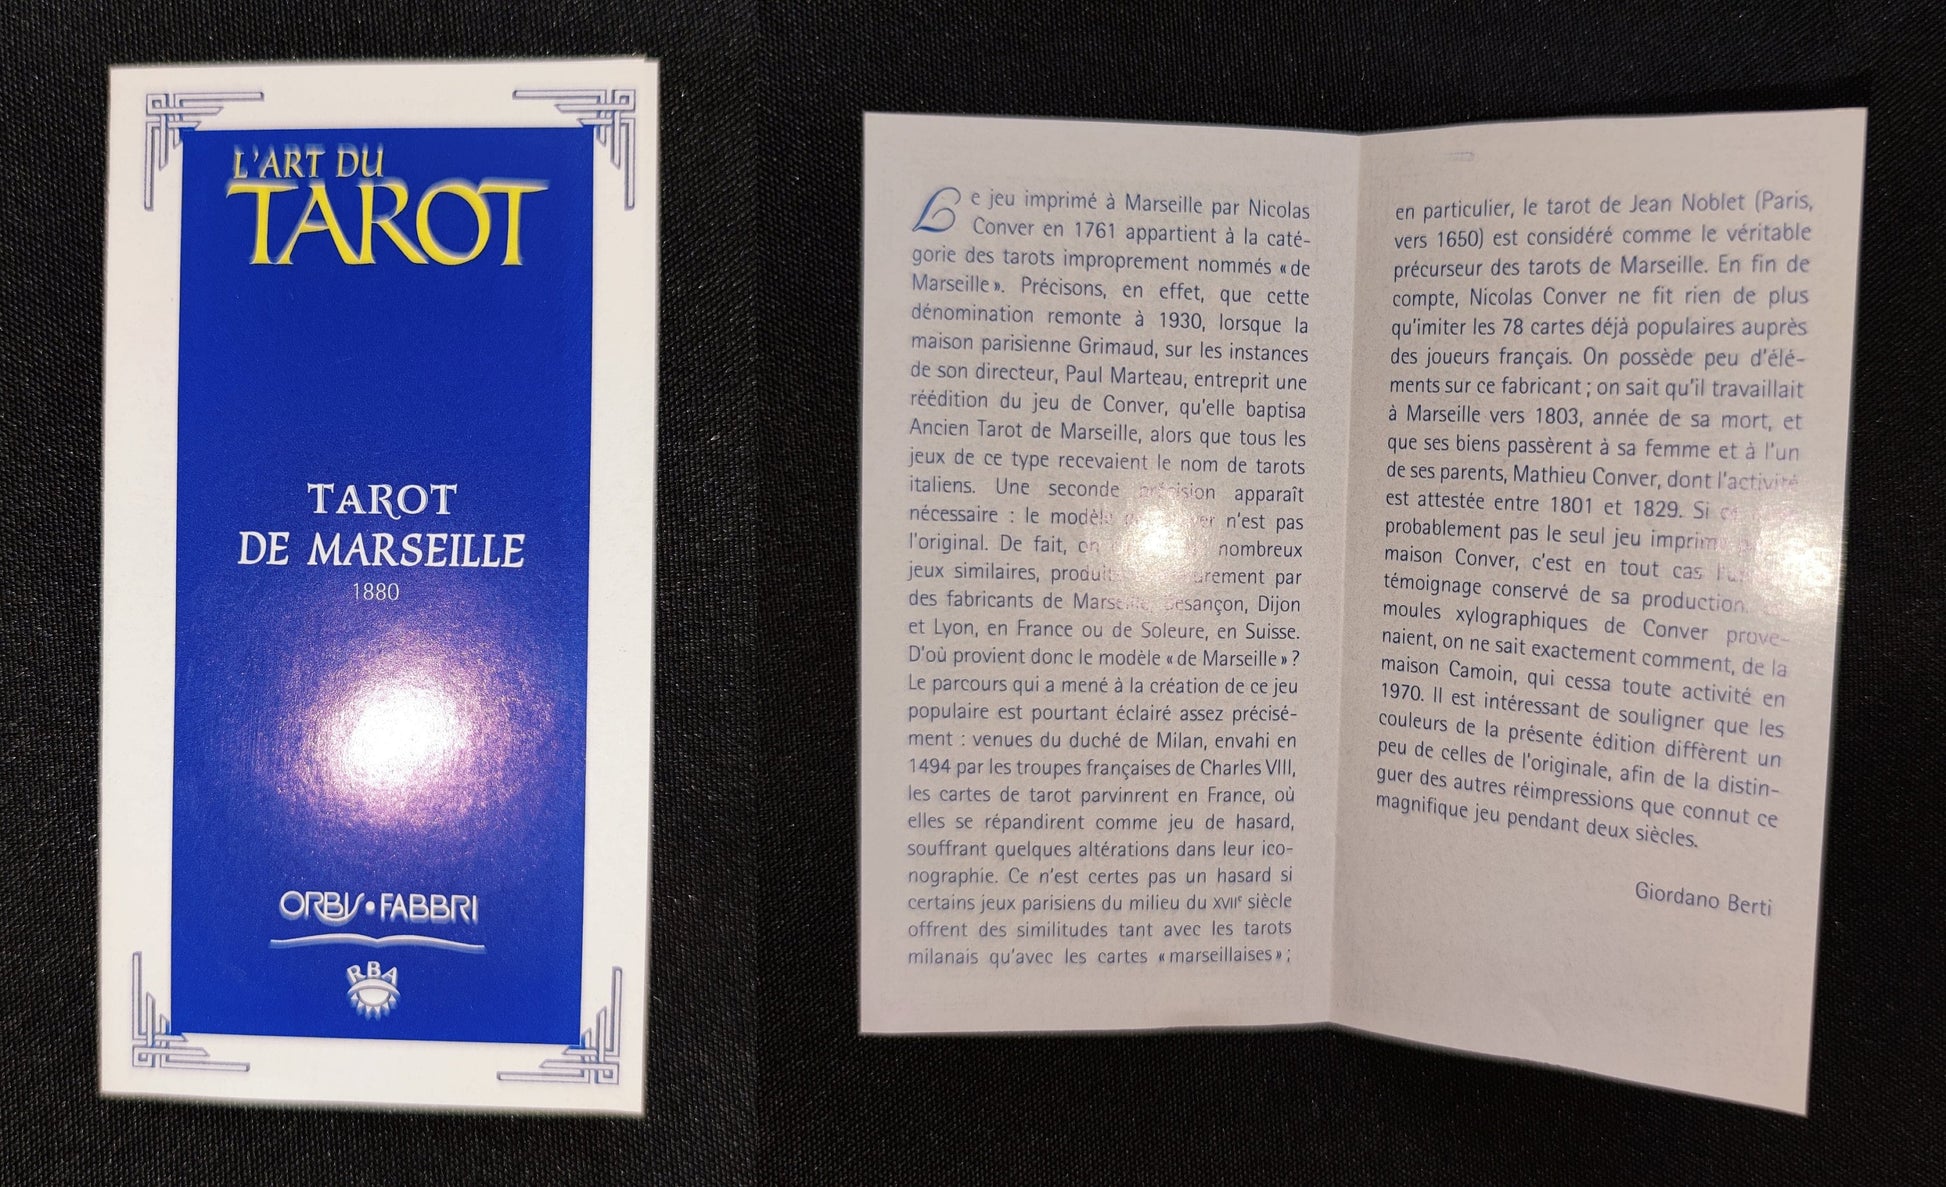 L'ART DU
TAROT
TAROT
DE MARSEILLE
1880
ORBIS•FABBRI
RBA
Le jeu imprimé à Marseille par Nicolas
Conver en 1761 appartient à la caté-
gorie des tarots improprement nommés « de
Marseille ». Précisons, en effet, que cette
dénomination remonte à 1930, lorsque la
maison parisienne Grimaud, sur les instances
de son directeur, Paul Marteau, entreprit une
réédition du jeu de Conver, qu'elle baptisa
Ancien Tarot de Marseille, alors que tous les
jeux de ce type recevaient le nom de tarots
italiens. Une seconde précision apparaît
nécessaire : le modèle n'est pas
l'original. De fait, on nombreux
jeux similaires, produits par
des fabricants de Marseille, Besançon, Dijon
et Lyon, en France ou de Soleure, en Suisse.
D'où provient donc le modèle « de Marseille » ?
Le parcours qui a mené à la création de ce jeu
populaire est pourtant éclairé assez précisé-
ment : venues du duché de Milan, envahi en
1494 par les troupes françaises de Charles VIII,
les cartes de tarot parvinrent en France, où
elles se répandirent comme jeu de hasard,
souffrant quelques altérations dans leur ico-
nographie. Ce n'est certes pas un hasard si
certains jeux parisiens du milieu du XVIIe siècle
offrent des similitudes tant avec les tarots
milanais qu'avec les cartes « marseillaises » ;
en particulier, le tarot de Jean Noblet (Paris,
vers 1650) est considéré comme le véritable
précurseur des tarots de Marseille. En fin de
compte, Nicolas Conver ne fit rien de plus
qu'imiter les 78 cartes déjà populaires auprès
des joueurs français. On possède peu d'élé-
ments sur ce fabricant ; on sait qu'il travaillait
à Marseille vers 1803, année de sa mort, et
que ses biens passèrent à sa femme et à l'un
de ses parents, Mathieu Conver, dont l'activité
est attestée entre 1801 et 1829. Si
probablement pas le seul jeu imprimé
maison Conver, c'est en tout cas
témoignage conservé de sa production.
moules xylographiques de Conver prove-
naient, on ne sait exactement comment, de la
maison Camoin, qui cessa toute activité en
1970. Il est intéressant de souligner que les
couleurs de la présente édition diffèrent un
peu de celles de l'originale, afin de la distin-
guer des autres réimpressions que connut ce
magnifique jeu pendant deux siècles.
Giordano Berti